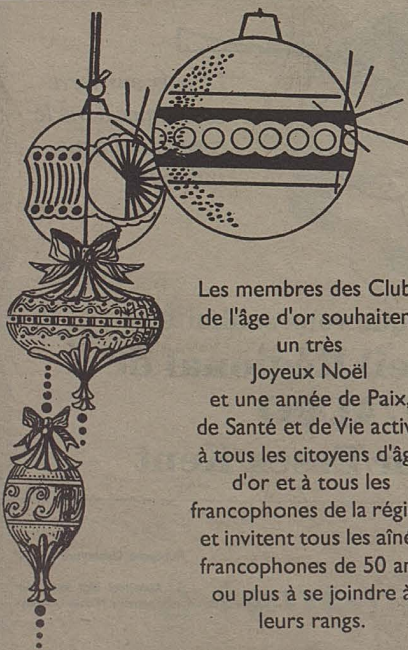 Les membres des Club
de l'âge d'or souhaiten
un très
Joyeux Noël
et une année de Paix,
de Santé et de Vie activ
à tous les citoyens d'âg
d'or et à tous les
francophones de la régi
et invitent tous les aîné
francophones de 50 an
ou plus à se joindre à
leurs rangs.